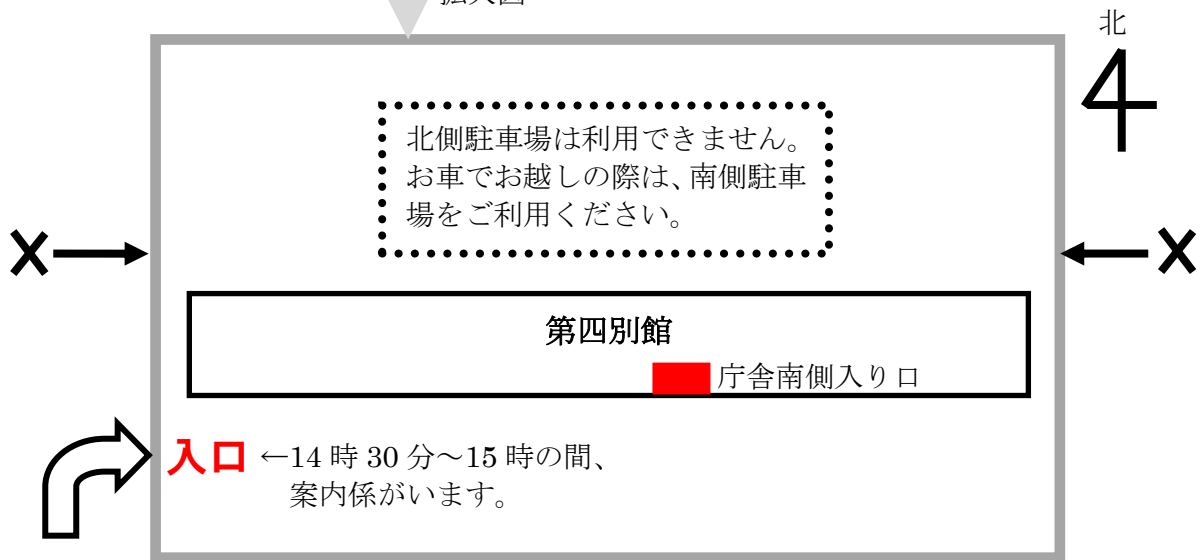 拡大図
北
北側駐車場は利用できません。
お車でお越しの際は、南側駐車
場をご利用ください。
第四別館
庁舎南側入り口
入口 ←14 時 30 分～15 時の間、
案内係がいます。